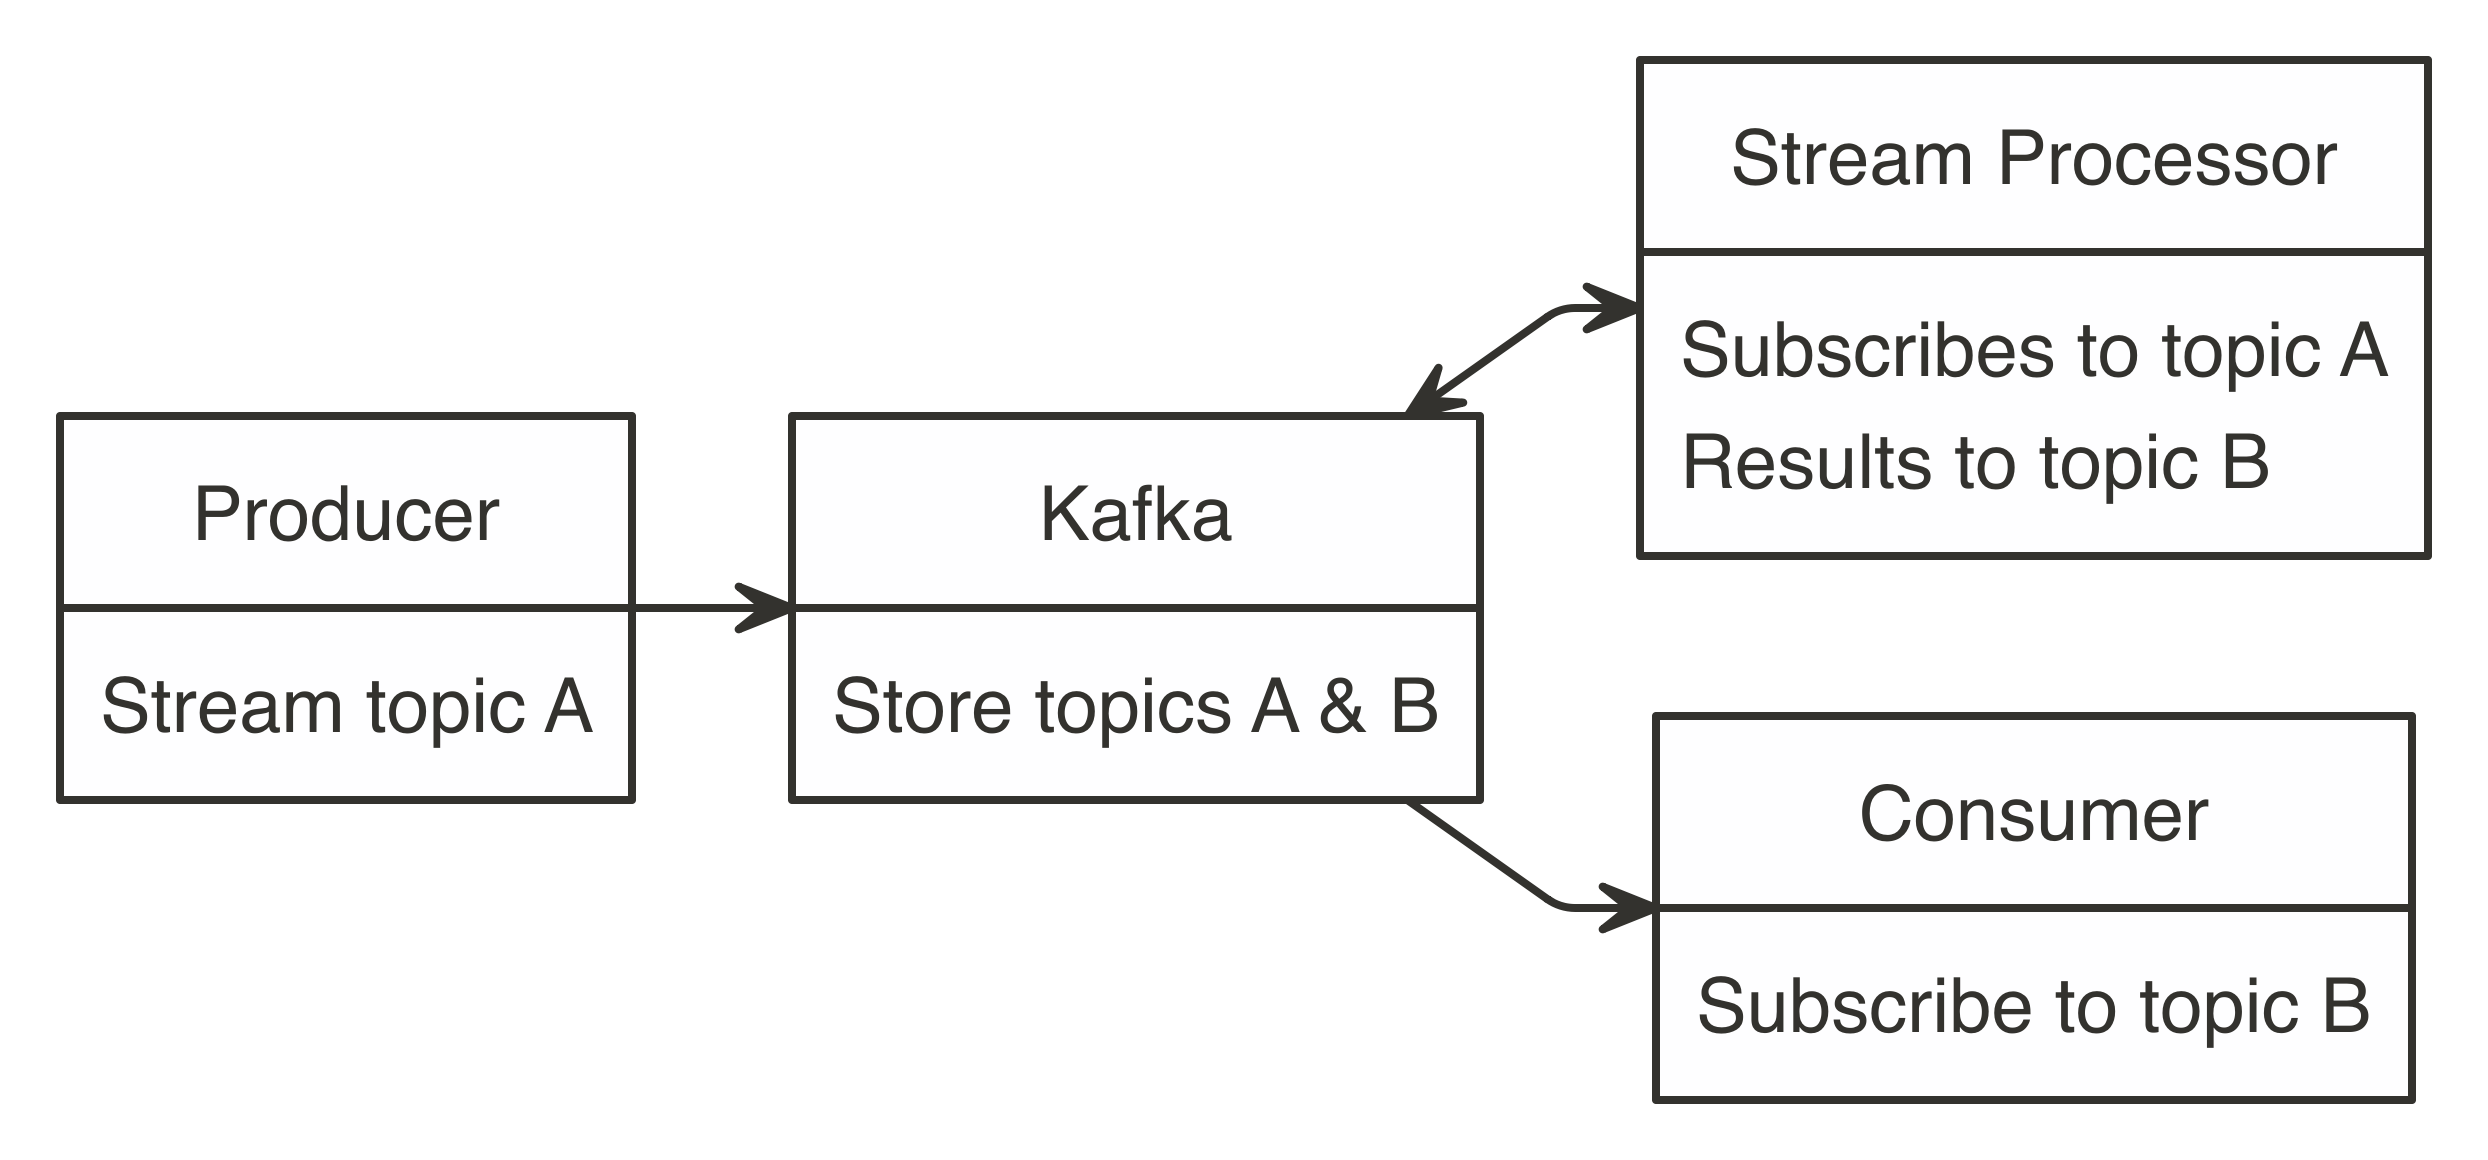 Producer
Stream topic A
Kafka
Store topics A & B
Stream Processor
Subscribes to topic A
Results to topic B
Consumer
Subscribe to topic B